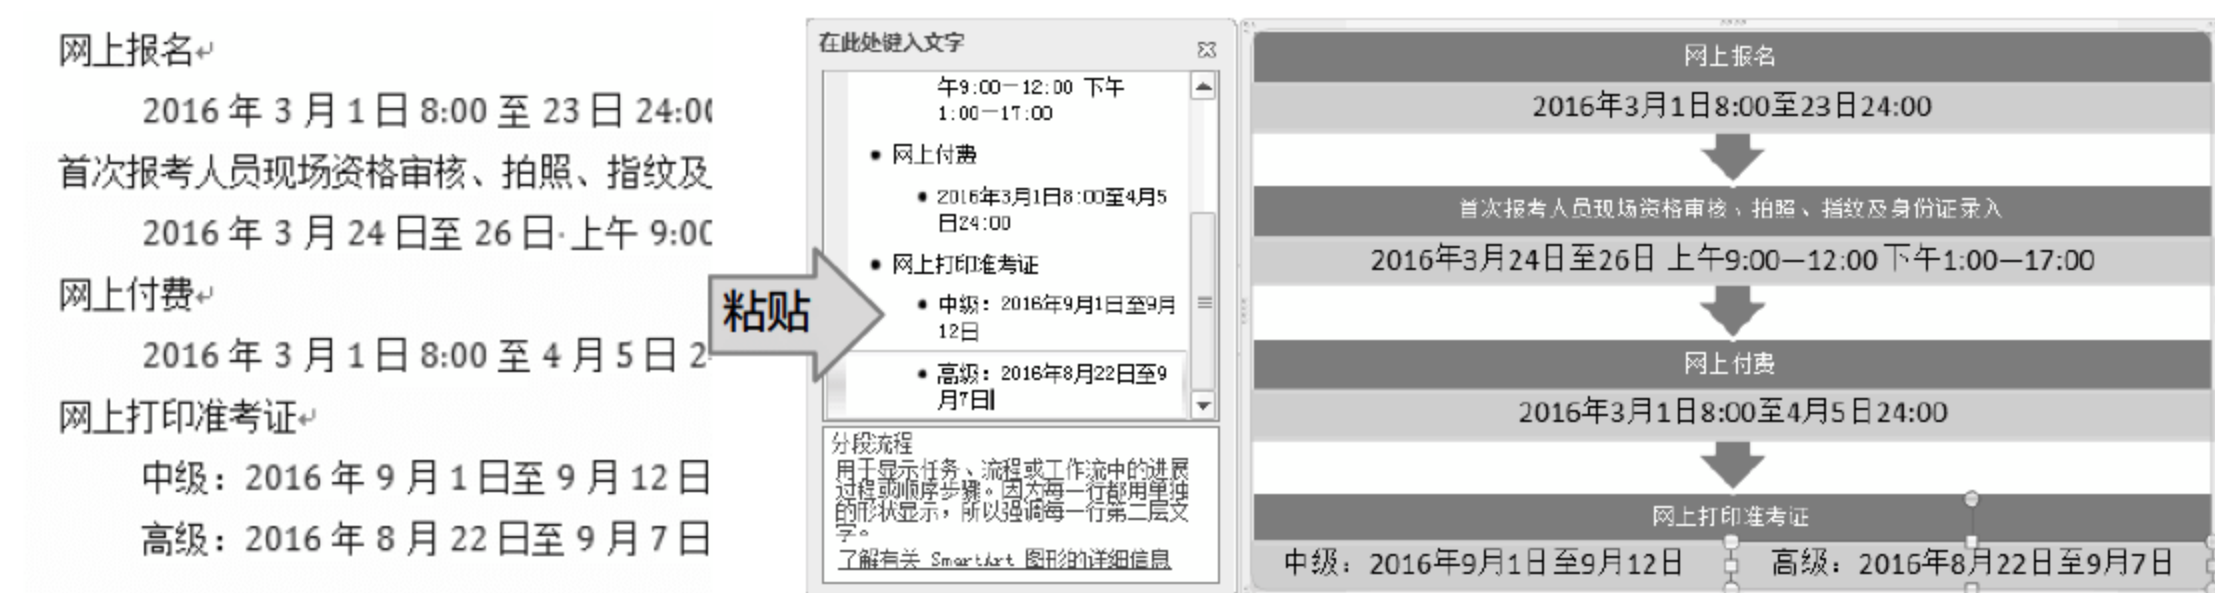 网上报名
2016 年 3 月 1 日 8:00 至 23 日 24:00
首次报考人员现场资格审核、拍照、指纹及
2016 年 3 月 24 日至 26 日·上午 9:00
网上付费
2016 年 3 月 1 日 8:00 至 4 月 5 日 2
网上打印准考证
中级：2016 年 9 月 1 日至 9 月 12 日
高级：2016 年 8 月 22 日至 9 月 7 日
粘贴
在此处键入文字
午9:00—12:00 下午
1:00—17:00
网上付费
2016年3月1日8:00至4月5
日24:00
网上打印准考证
中级：2016年9月1日至9月
12日
高级：2016年8月22日至9
月7日
分段流程
用于显示任务、流程或工作流中的进展
过程或顺序步骤。因为每一行都用单独
的形状显示，所以强调每一行第二层文
字。
了解有关 SmartArt 图形的详细信息
网上报名
2016年3月1日8:00至23日24:00
首次报考人员现场资格审核、拍照、指纹及身份证录入
2016年3月24日至26日 上午9:00—12:00 下午1:00—17:00
网上付费
2016年3月1日8:00至4月5日24:00
网上打印准考证
中级：2016年9月1日至9月12日
高级：2016年8月22日至9月7日